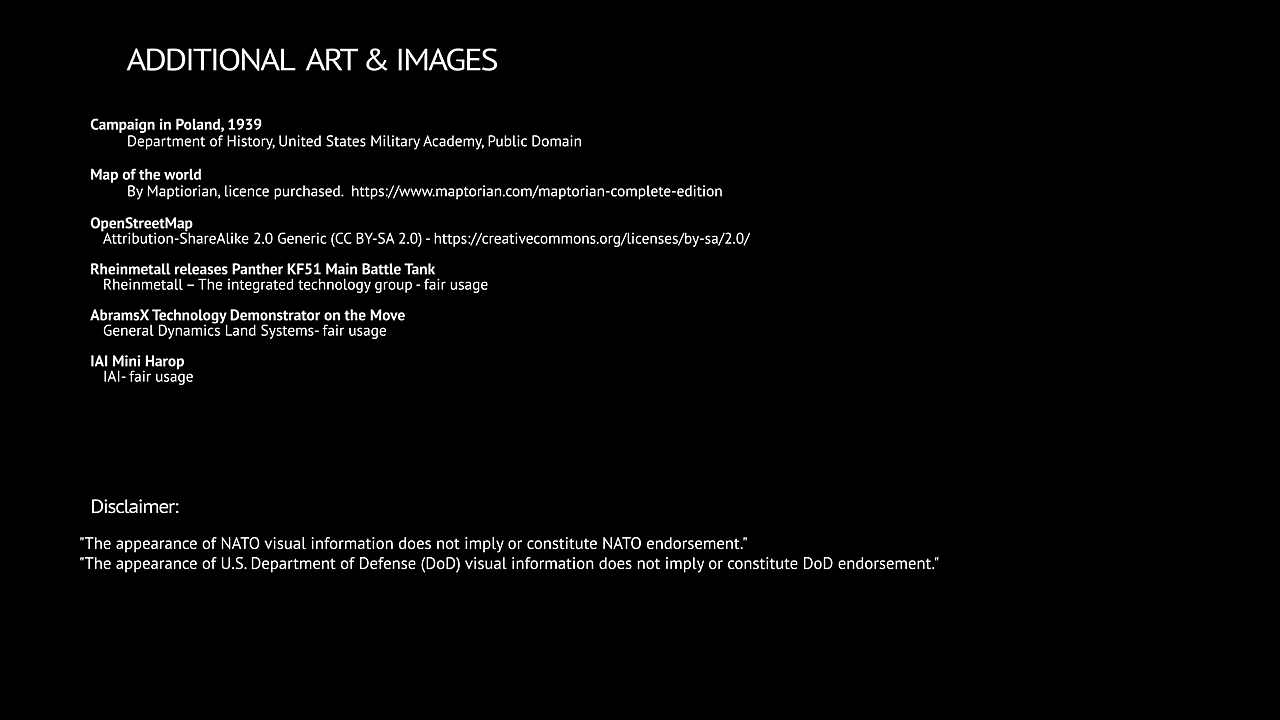 ADDITIONAL ART & IMAGES
Campaign in Poland, 1939
Department of History, United States Military Academy, Public Domain
Map of the world
By Maptiorian, licence purchased. https://www.maptorian.com/maptorian-complete-edition
OpenStreetMap
Attribution-ShareAlike 2.0 Generic (CC BY-SA 2.0) - https://creativecommons.org/licenses/by-sa/2.0/
Rheinmetall releases Panther KF51 Main Battle Tank
Rheinmetall – The integrated technology group - fair usage
AbramsX Technology Demonstrator on the Move
General Dynamics Land Systems- fair usage
IAI Mini Harop
IAI- fair usage
Disclaimer:
"The appearance of NATO visual information does not imply or constitute NATO endorsement."
"The appearance of U.S. Department of Defense (DoD) visual information does not imply or constitute DoD endorsement."